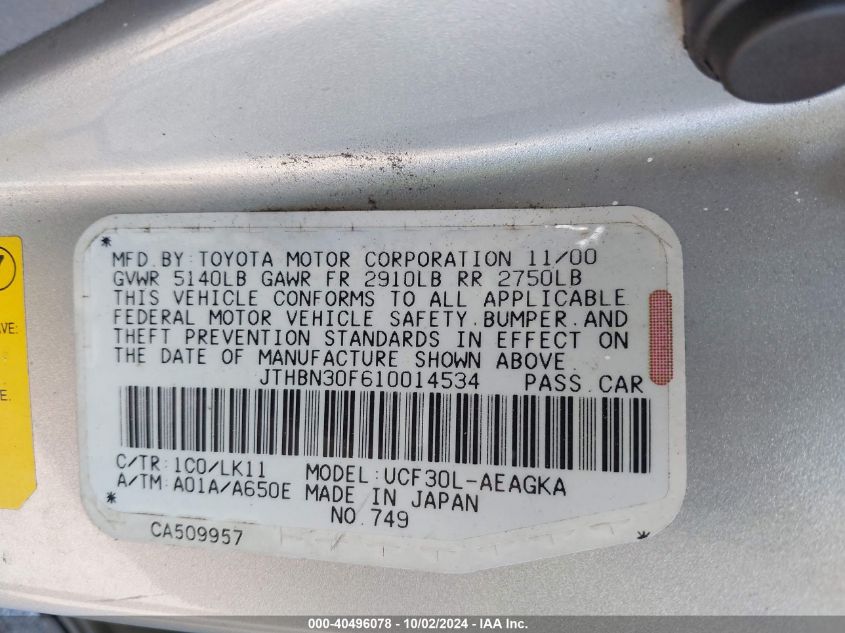 MFD.BY:TOYOTA MOTOR CORPORATION 11/00
GVWR 5140LB GAWR FR 2910LB RR 2750LB
THIS VEHICLE CONFORMS TO ALL APPLICABLE
FEDERAL MOTOR VEHICLE SAFETY.BUMPER.AND
THEFT PREVENTION STANDARDS IN EFFECT ON
THE DATE OF MANUFACTURE SHOWN ABOVE.
JTHBN30F610014534 PASS.CAR
C/TR:1C0/LK11 MODEL:UCF30L-AEAGKA
A/TM:A01A/A650E MADE IN JAPAN
NO.749
CA509957
000-40496078 - 10/02/2024 - IAA Inc.